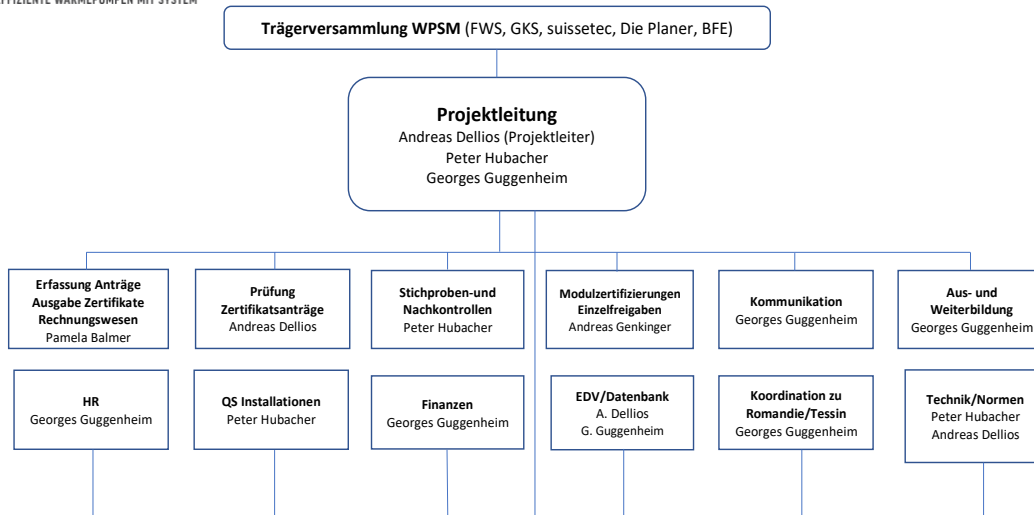 EFFIZIENTE WÄRMEPUMPEN MIT SYSTEM
Trägerversammlung WPSM (FWS, GKS, suissetec, Die Planer, BFE)
Projektleitung
Andreas Dellios (Projektleiter)
Peter Hubacher
Georges Guggenheim
Erfassung Anträge
Ausgabe Zertifikate
Rechnungswesen
Pamela Balmer
Prüfung
Zertifikatsanträge
Andreas Dellios
Stichproben-und
Nachkontrollen
Peter Hubacher
Modulzertifizierungen
Einzelfreigaben
Andreas Genkinger
Kommunikation
Georges Guggenheim
Aus- und
Weiterbildung
Georges Guggenheim
HR
Georges Guggenheim
QS Installationen
Peter Hubacher
Finanzen
Georges Guggenheim
EDV/Datenbank
A. Dellios
G. Guggenheim
Koordination zu
Romandie/Tessin
Georges Guggenheim
Technik/Normen
Peter Hubacher
Andreas Dellios